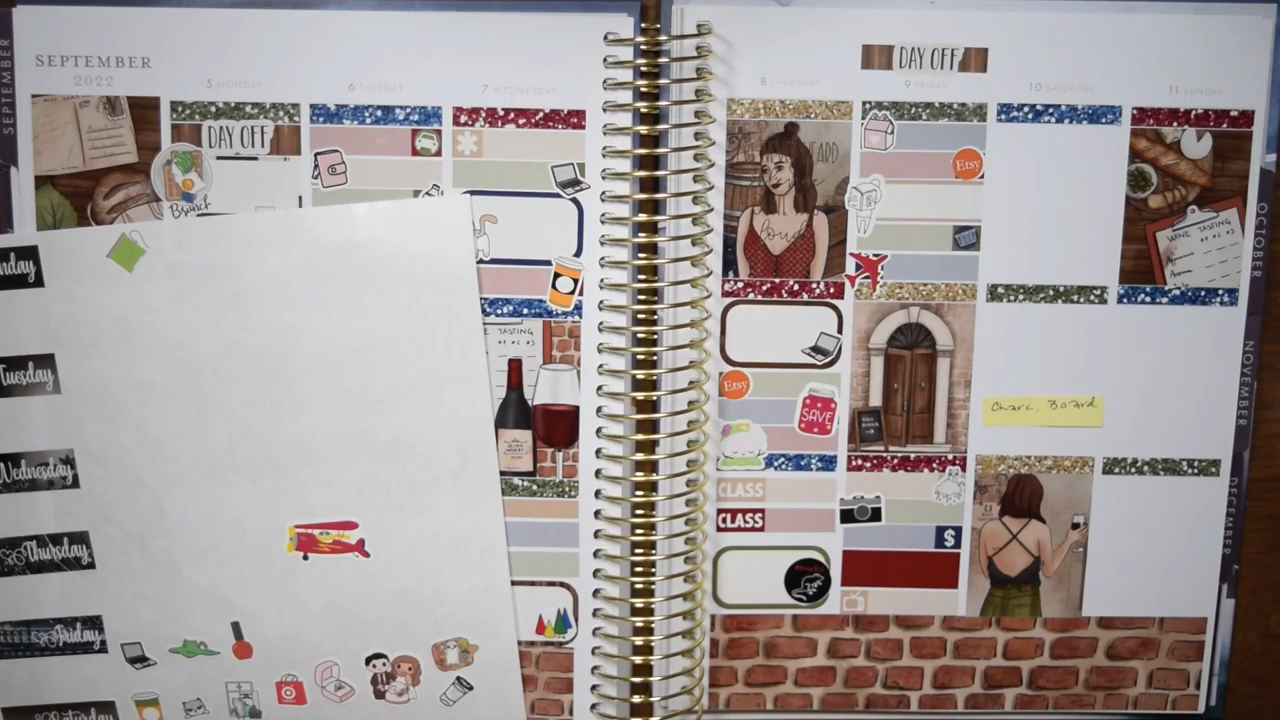 SEPTEMBER
2022
SEPTEMBER
5 MONDAY
6 TUESDAY
7 WEDNESDAY
DAY OFF
Brunch
TASTING
DAY OFF
8 THURSDAY
9 FRIDAY
10 SATURDAY
11 SUNDAY
Etsy
WINE TASTING
Etsy
SAVE
Charc. Board
CLASS
CLASS
$
OCTOBER
NOVEMBER
DECEMBER
nday
Tuesday
Wednesday
Thursday
Friday
Saturday